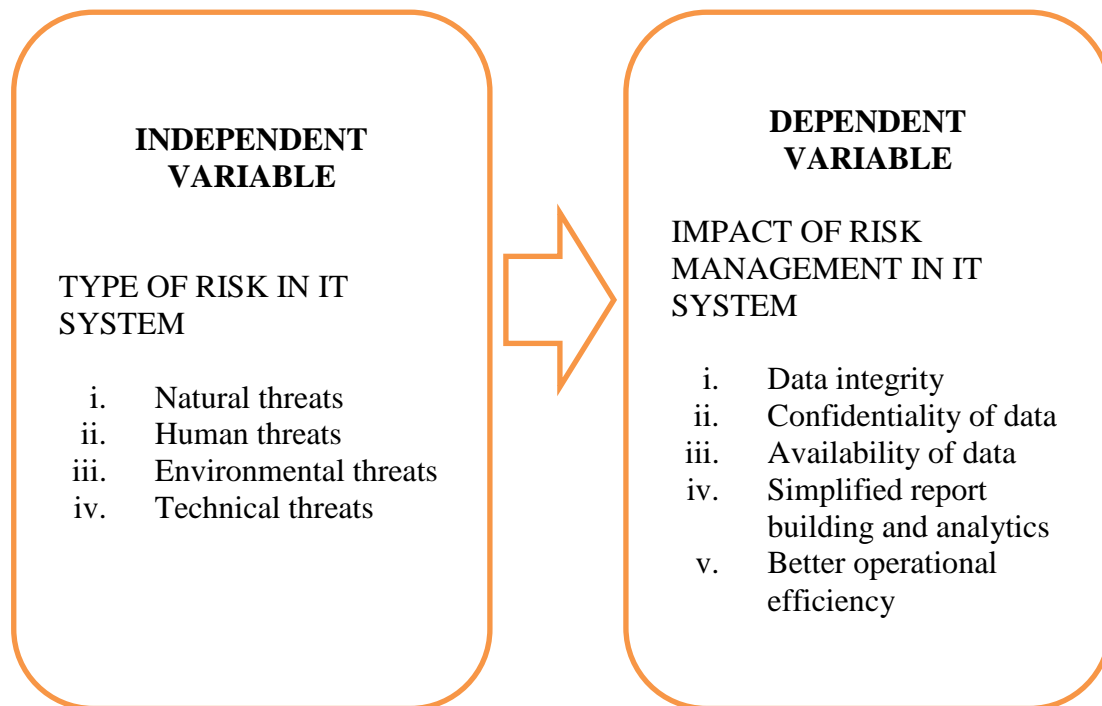 INDEPENDENT
VARIABLE
TYPE OF RISK IN IT
SYSTEM
i. Natural threats
ii. Human threats
iii. Environmental threats
iv. Technical threats
DEPENDENT
VARIABLE
IMPACT OF RISK
MANAGEMENT IN IT
SYSTEM
i. Data integrity
ii. Confidentiality of data
iii. Availability of data
iv. Simplified report
building and analytics
v. Better operational
efficiency